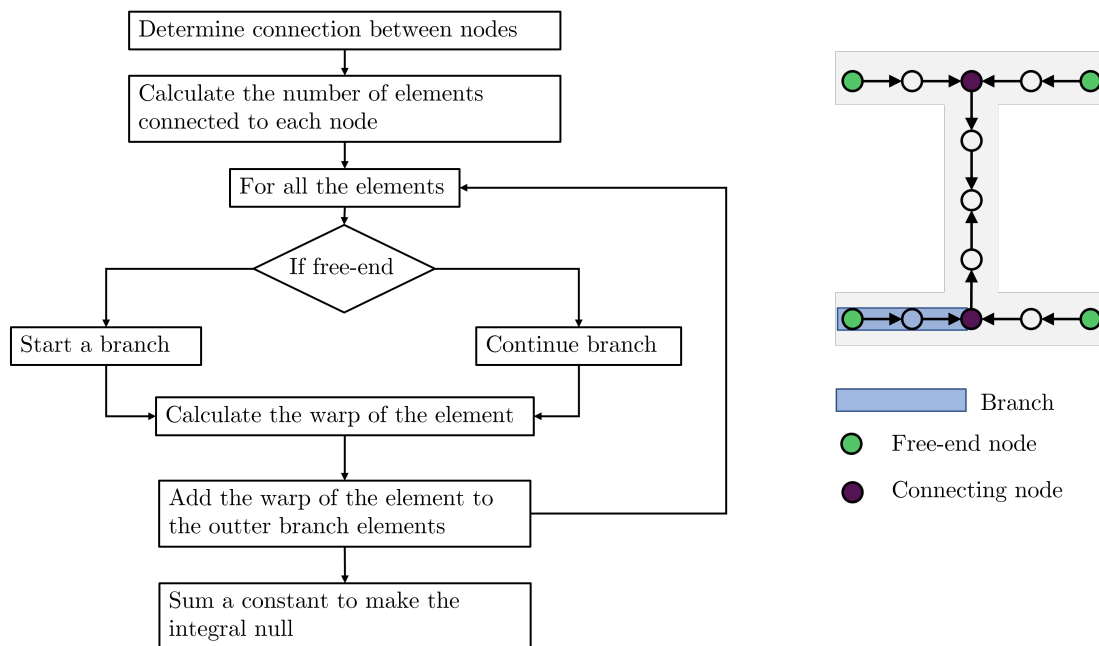 Determine connection between nodes
Calculate the number of elements
connected to each node
For all the elements
If free-end
Start a branch
Continue branch
Calculate the warp of the element
Add the warp of the element to
the outter branch elements
Sum a constant to make the
integral null
Branch
Free-end node
Connecting node